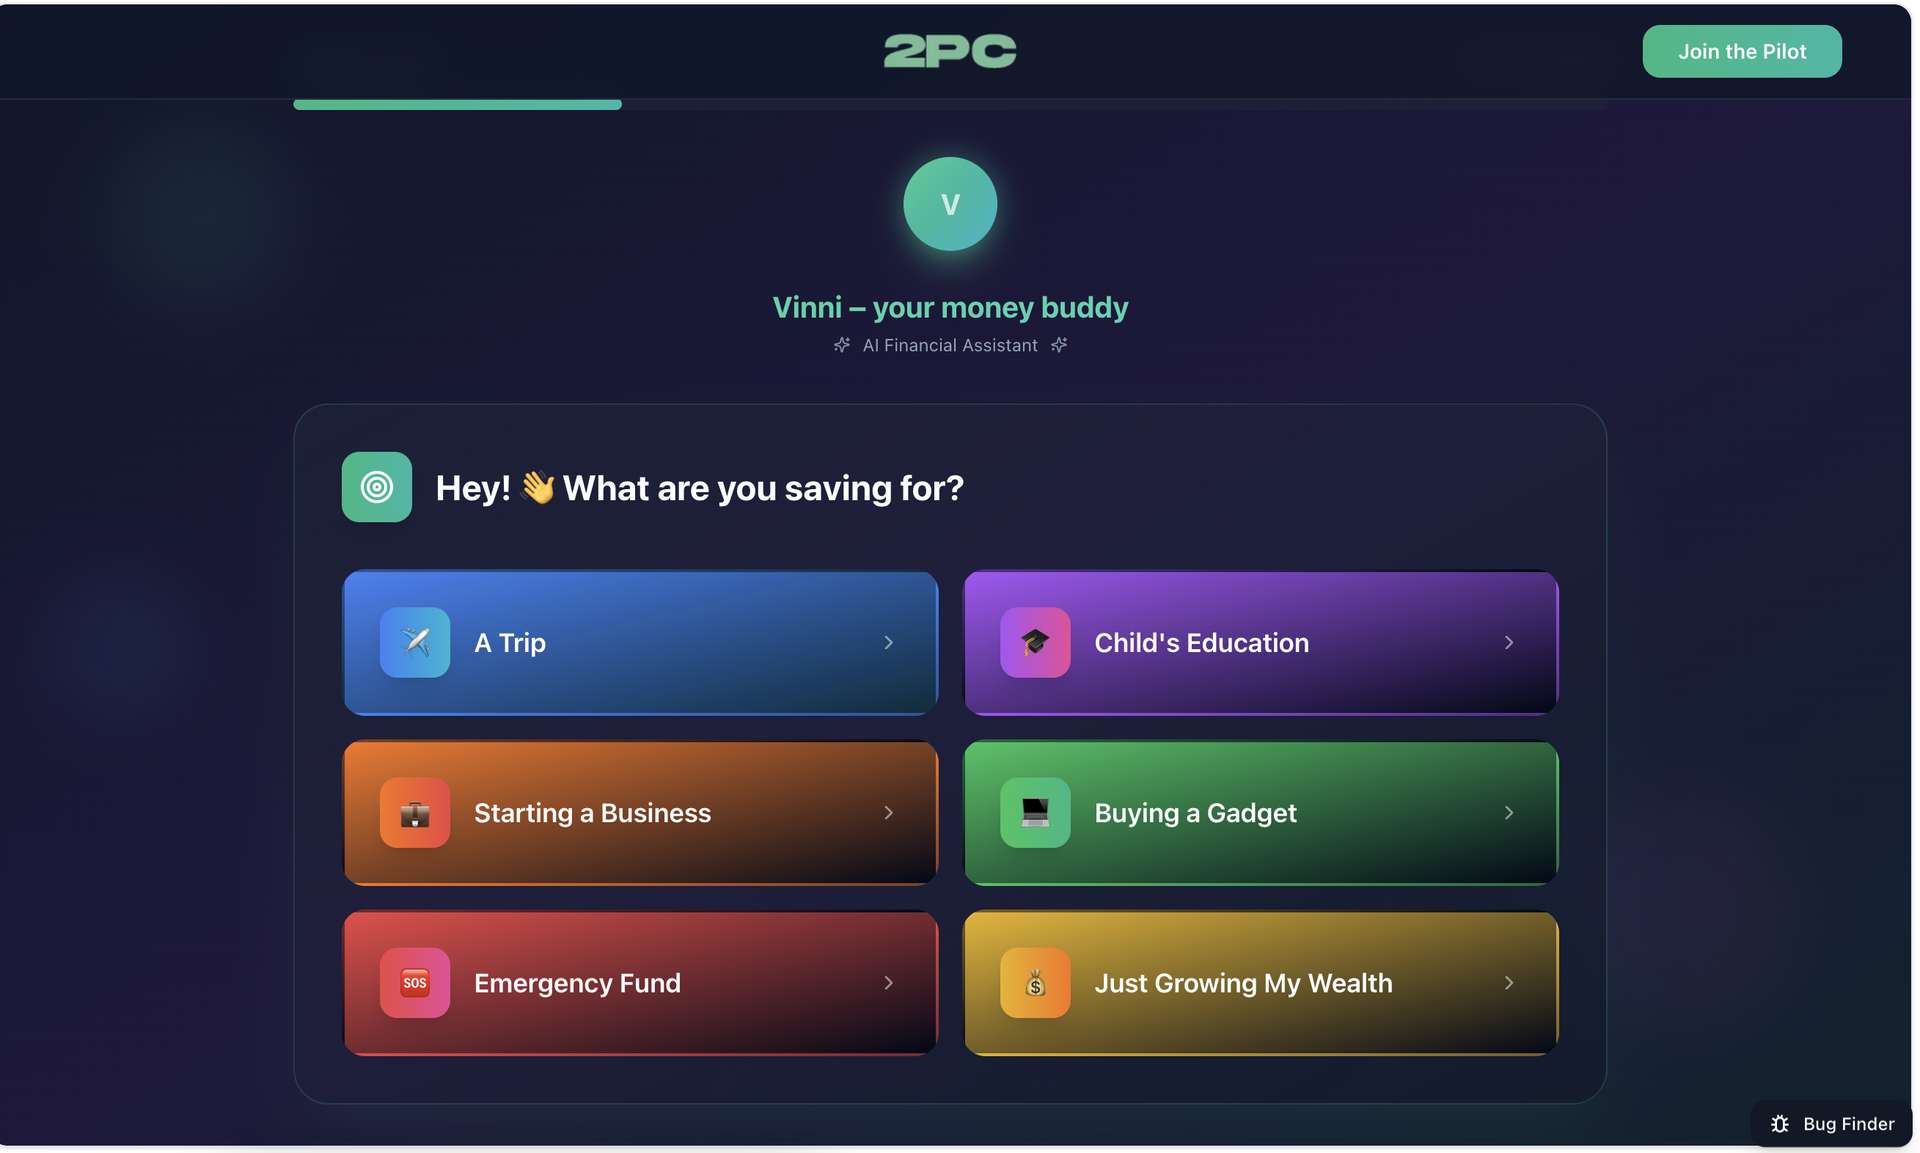 2PC
Join the Pilot
V
Vinni – your money buddy
AI Financial Assistant
Hey! 👋 What are you saving for?
A Trip
Child's Education
Starting a Business
Buying a Gadget
SOS
Emergency Fund
Just Growing My Wealth
Bug Finder